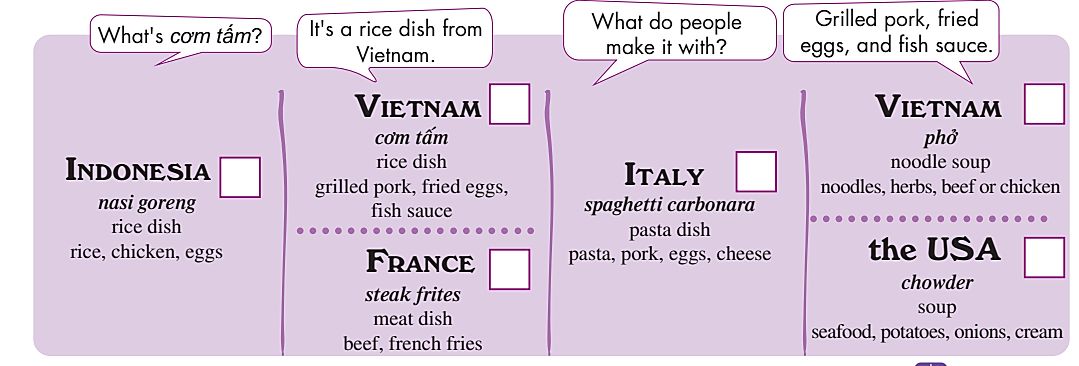 What's cơm tấm?
It's a rice dish from
Vietnam.
What do people
make it with?
Grilled pork, fried
eggs, and fish sauce.
INDONESIA
nasi goreng
rice dish
rice, chicken, eggs
VIETNAM
cơm tấm
rice dish
grilled pork, fried eggs,
fish sauce
FRANCE
steak frites
meat dish
beef, french fries
ITALY
spaghetti carbonara
pasta dish
pasta, pork, eggs, cheese
VIETNAM
phở
noodle soup
noodles, herbs, beef or chicken
the USA
chowder
soup
seafood, potatoes, onions, cream